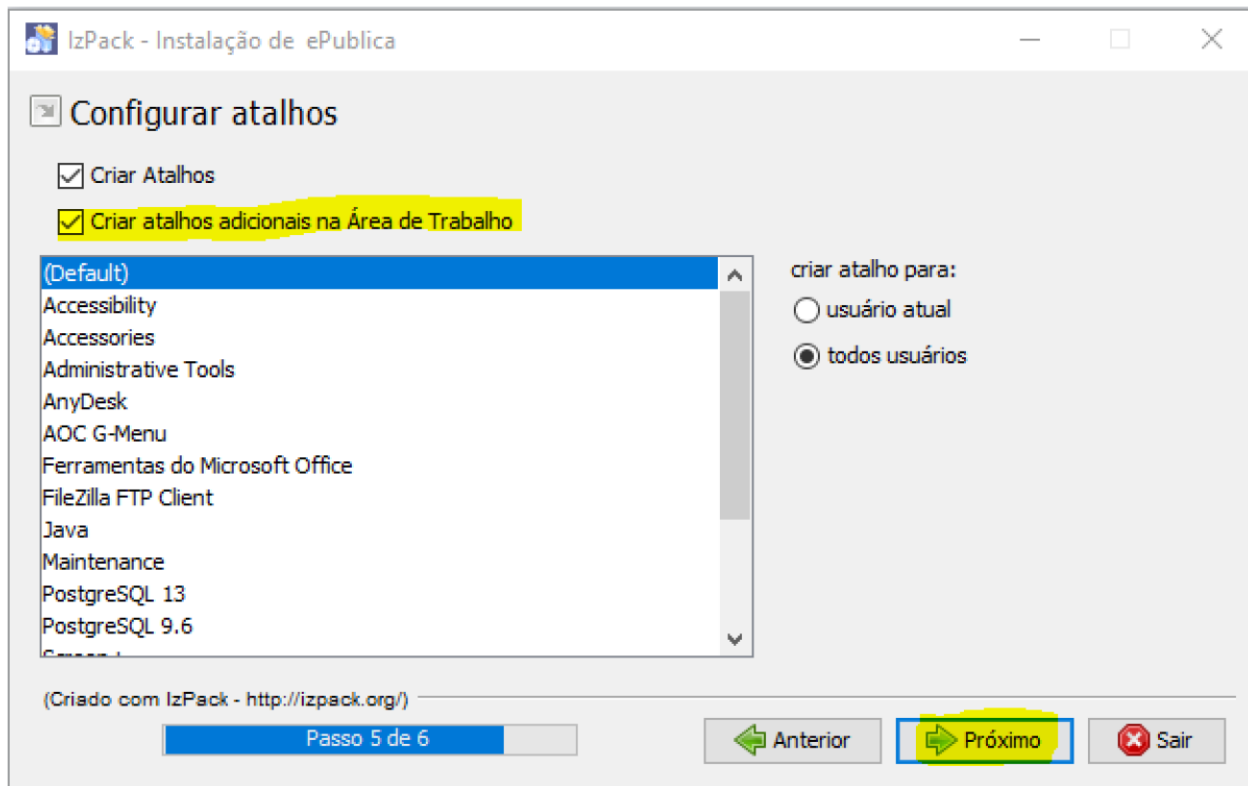 IzPack - Instalação de ePublica
Configurar atalhos
Criar Atalhos
Criar atalhos adicionais na Área de Trabalho
(Default)
Accessibility
Accessories
Administrative Tools
AnyDesk
AOC G-Menu
Ferramentas do Microsoft Office
FileZilla FTP Client
Java
Maintenance
PostgreSQL 13
PostgreSQL 9.6
criar atalho para:
usuário atual
todos usuários
(Criado com IzPack - http://izpack.org/)
Passo 5 de 6
Anterior
Próximo
Sair